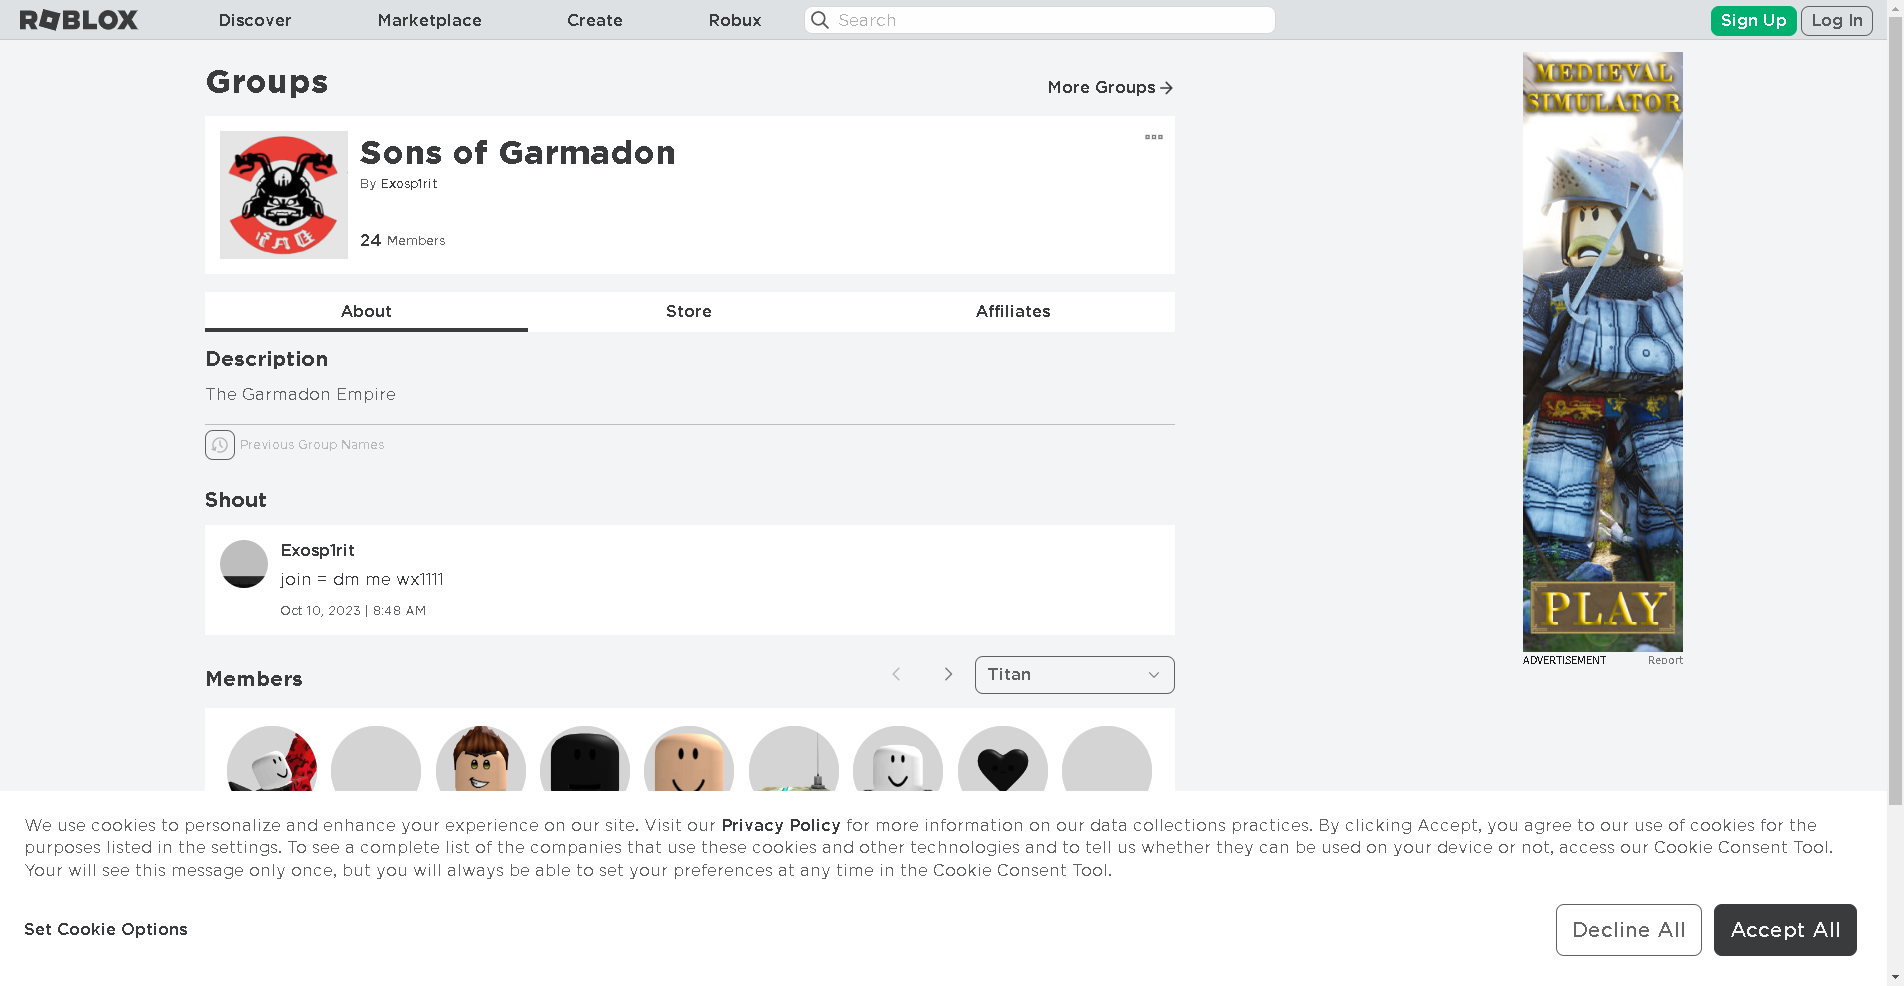 ROBLOX
Discover
Marketplace
Create
Robux
Search
Sign Up
Log In
Groups
More Groups
Sons of Garmadon
By Exosp1rit
24 Members
About
Store
Affiliates
Description
The Garmadon Empire
Previous Group Names
Shout
Exosp1rit
join = dm me wx1111
Oct 10, 2023 | 8:48 AM
Members
Titan
MEDIEVAL
SIMULATOR
PLAY
ADVERTISEMENT
Report
We use cookies to personalize and enhance your experience on our site. Visit our Privacy Policy for more information on our data collections practices. By clicking Accept, you agree to our use of cookies for the
purposes listed in the settings. To see a complete list of the companies that use these cookies and other technologies and to tell us whether they can be used on your device or not, access our Cookie Consent Tool.
Your will see this message only once, but you will always be able to set your preferences at any time in the Cookie Consent Tool.
Set Cookie Options
Decline All
Accept All